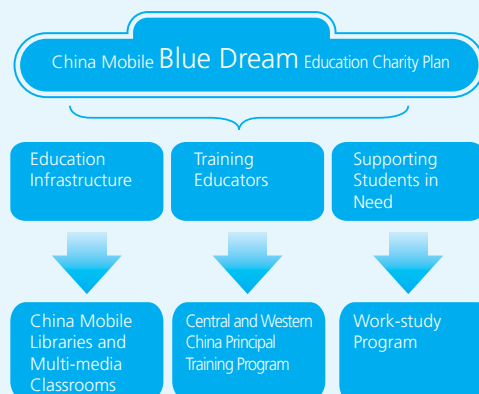 China Mobile Blue Dream Education Charity Plan
Education
Infrastructure
Training
Educators
Supporting
Students in
Need
China Mobile
Libraries and
Multi-media
Classrooms
Central and Western
China Principal
Training Program
Work-study
Program